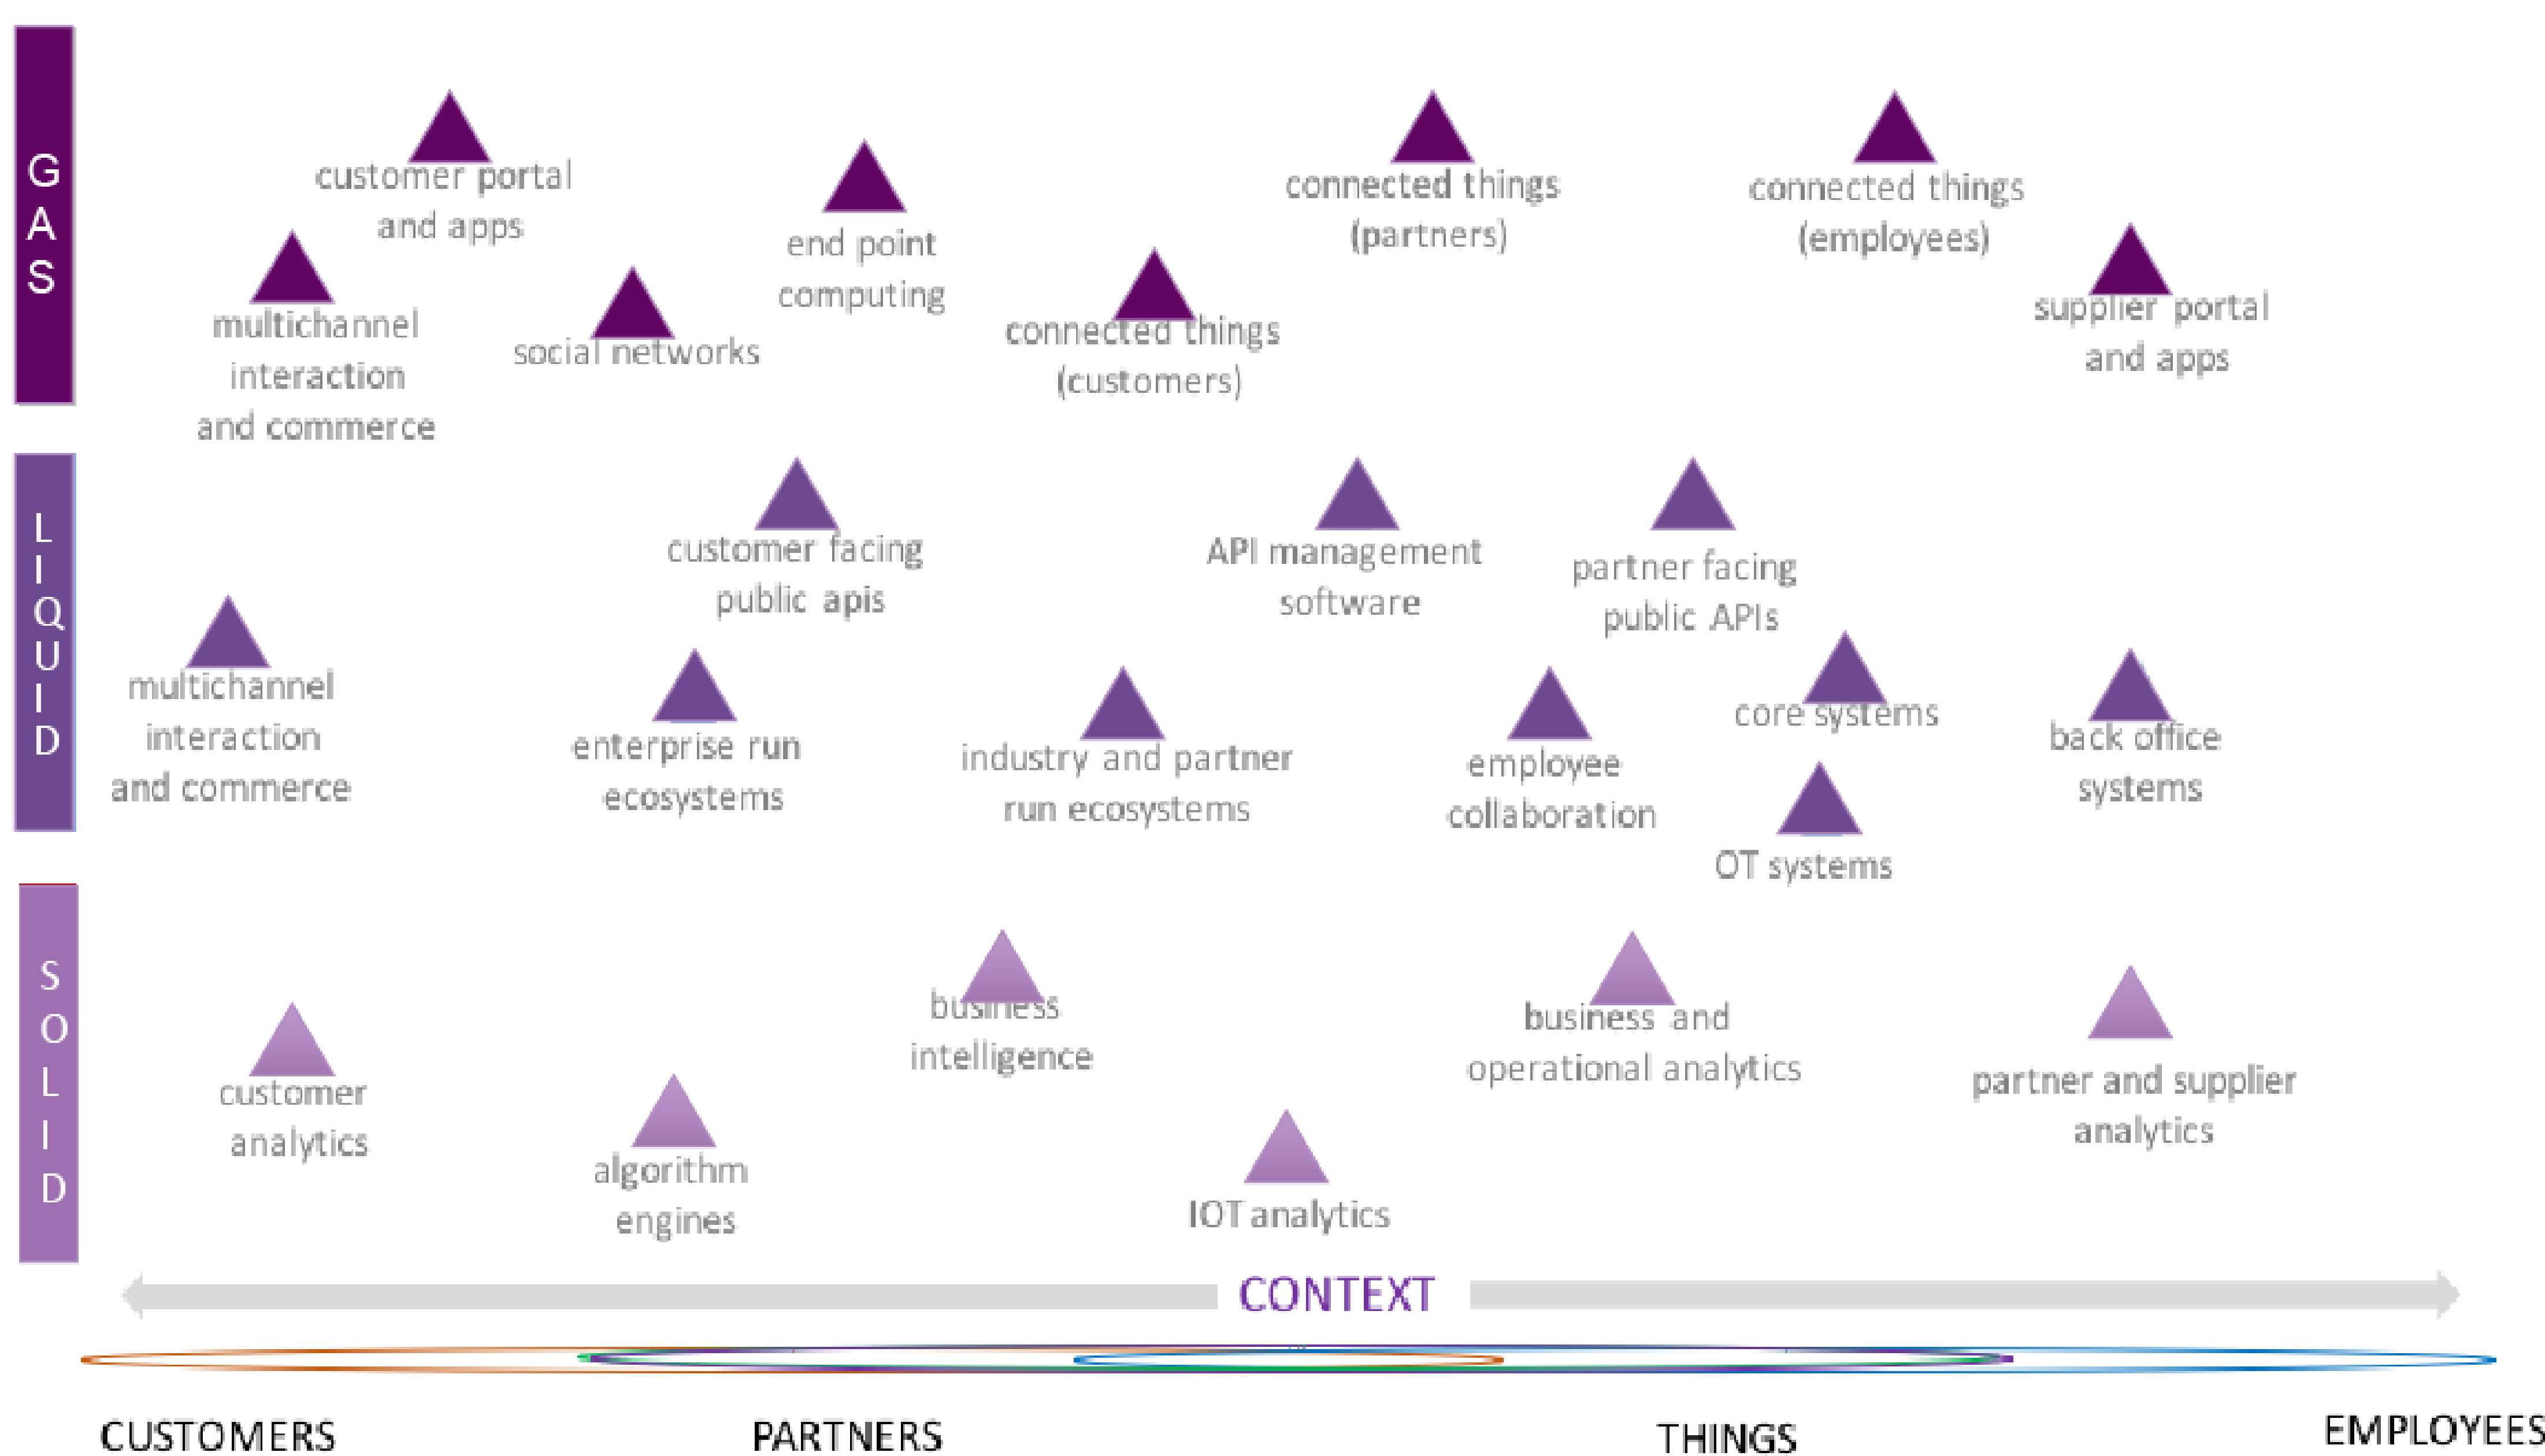 GAS
customer portal
and apps
multichannel
interaction
and commerce
social networks
end point
computing
connected things
(customers)
connected things
(partners)
connected things
(employees)
supplier portal
and apps
LIQUID
multichannel
interaction
and commerce
customer facing
public apis
enterprise run
ecosystems
industry and partner
run ecosystems
API management
software
partner facing
public APIs
employee
collaboration
core systems
OT systems
back office
systems
SOLID
customer
analytics
algorithm
engines
business
intelligence
IOT analytics
business and
operational analytics
partner and supplier
analytics
CONTEXT
CUSTOMERS
PARTNERS
THINGS
EMPLOYEES